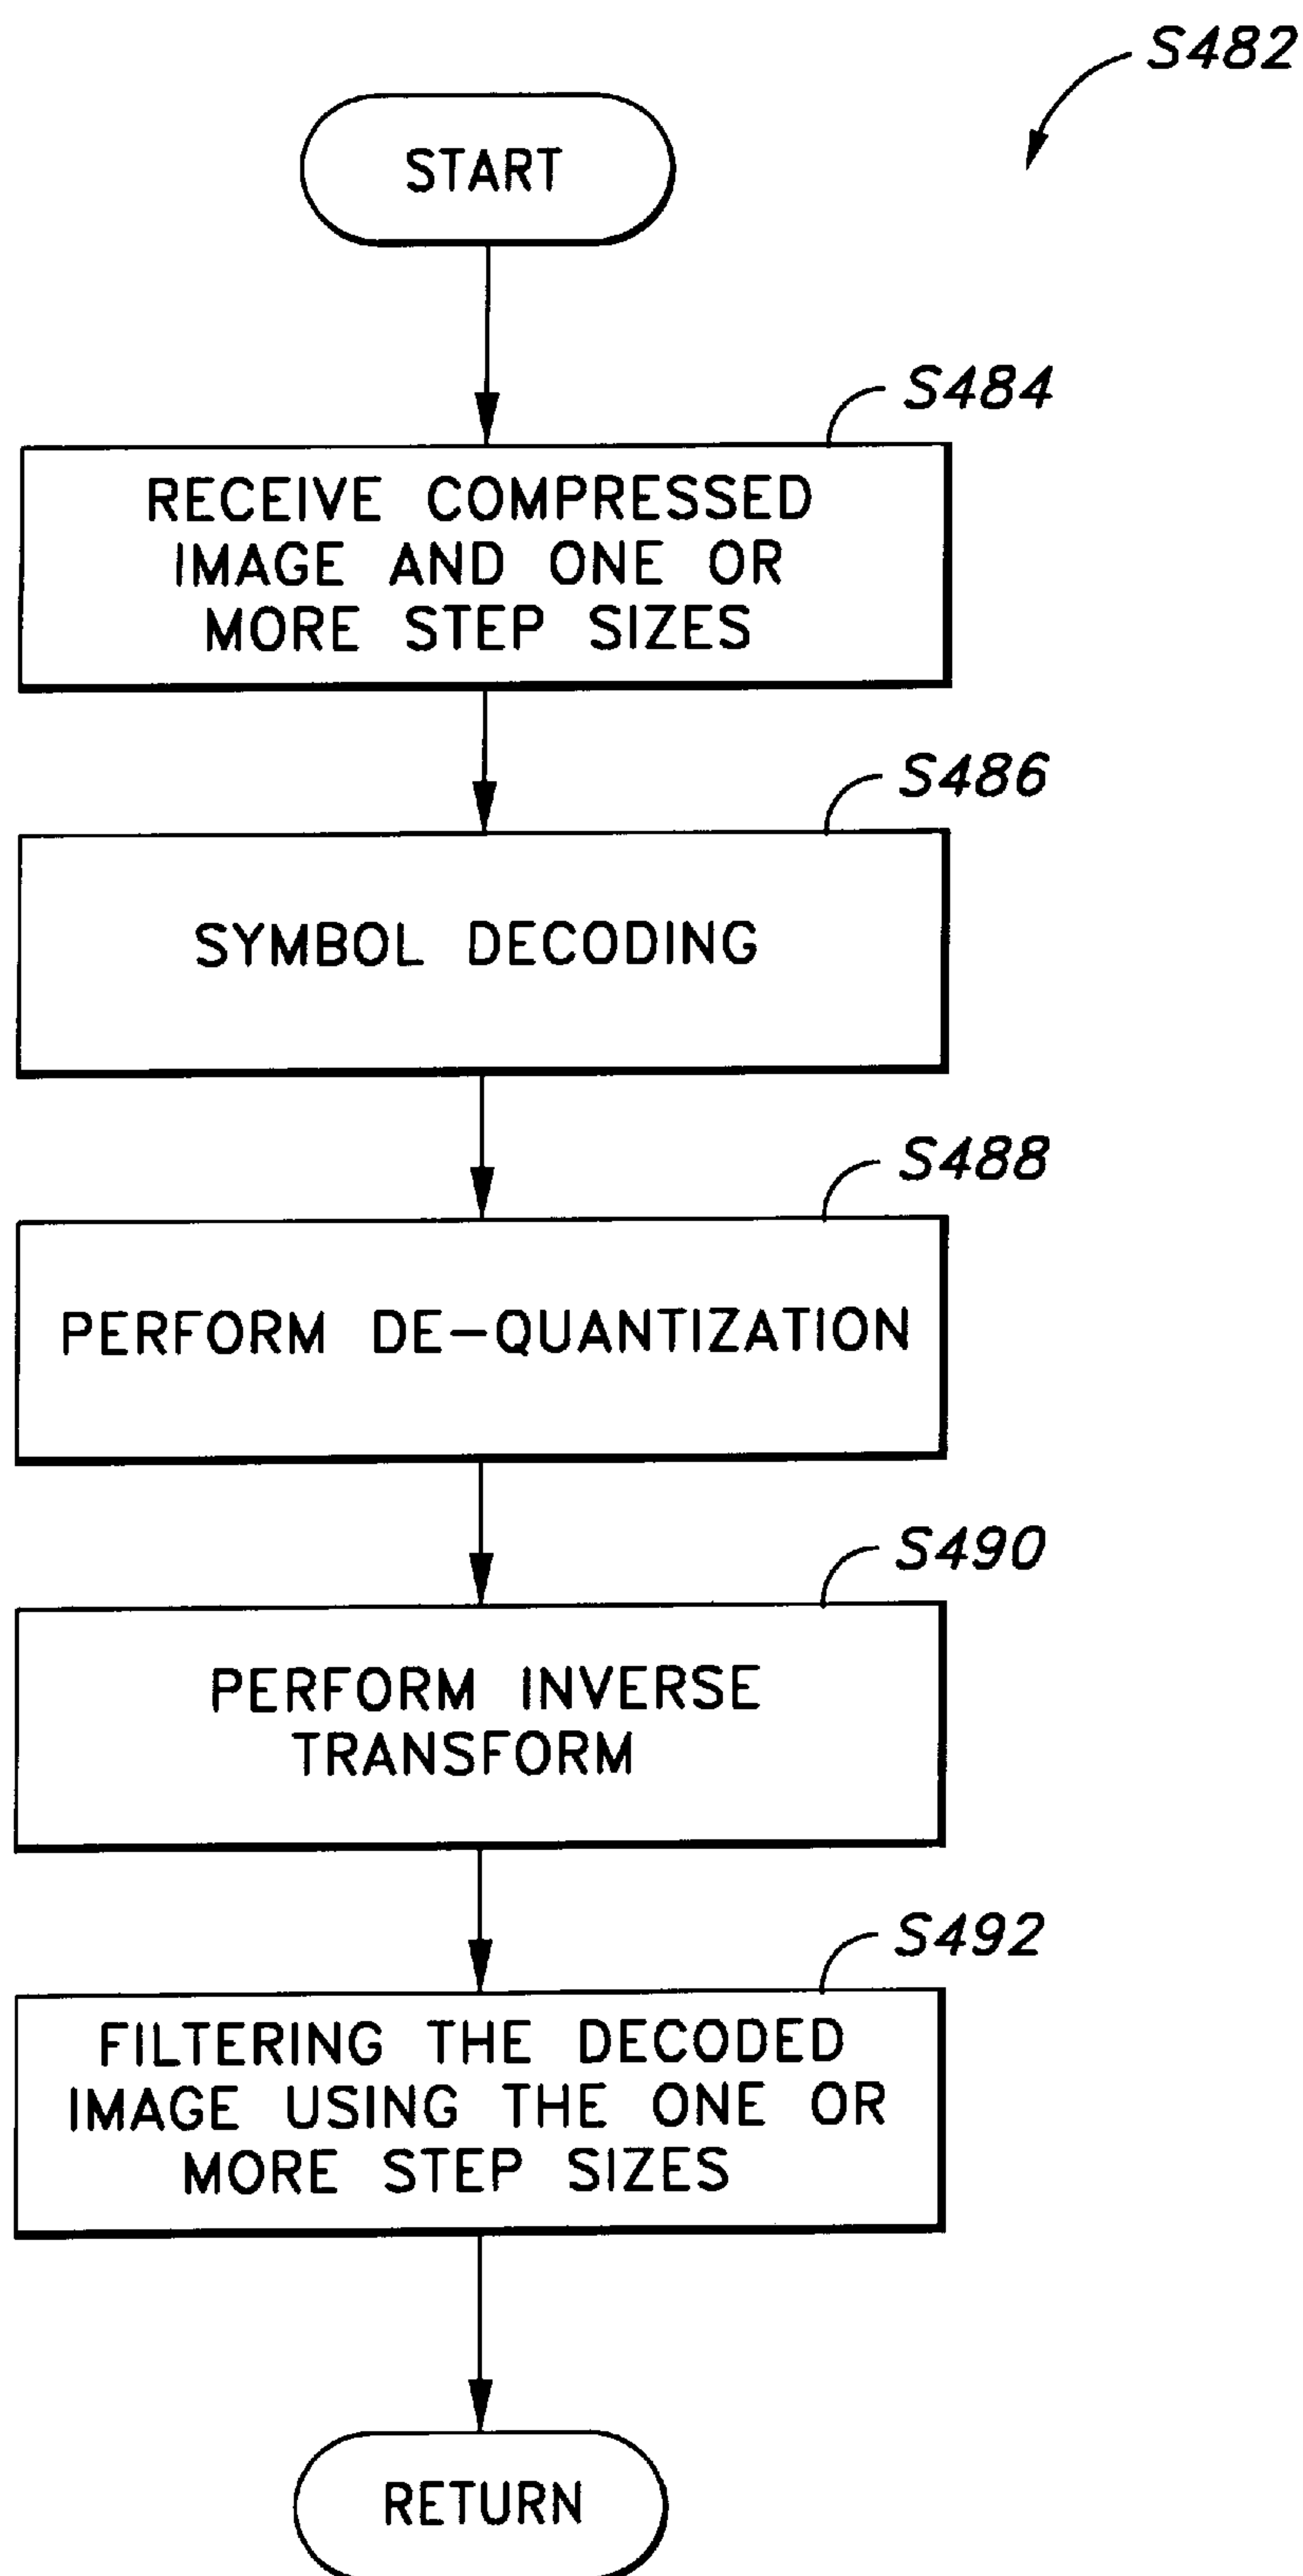 S482
START
S484
RECEIVE COMPRESSED
IMAGE AND ONE OR
MORE STEP SIZES
S486
SYMBOL DECODING
S488
PERFORM DE-QUANTIZATION
S490
PERFORM INVERSE
TRANSFORM
S492
FILTERING THE DECODED
IMAGE USING THE ONE OR
MORE STEP SIZES
RETURN